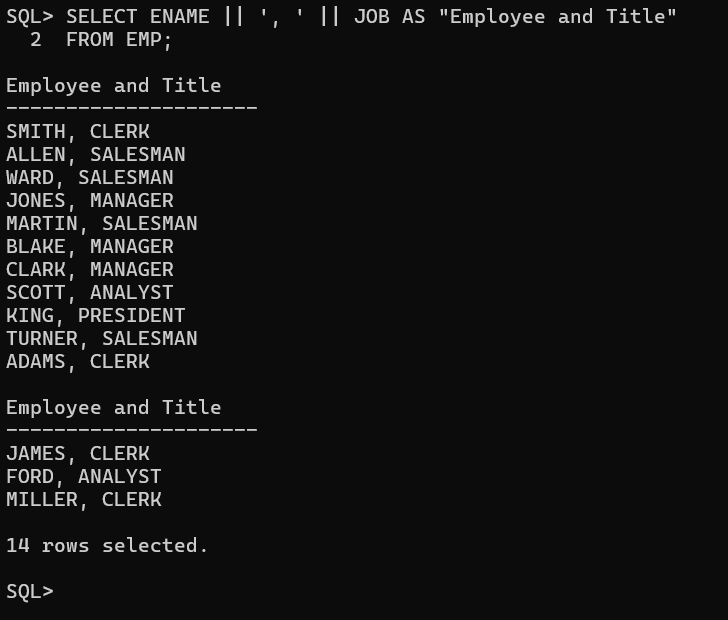 SQL> SELECT ENAME || ', ' || JOB AS "Employee and Title"
  2  FROM EMP;

Employee and Title
---------------------
SMITH, CLERK
ALLEN, SALESMAN
WARD, SALESMAN
JONES, MANAGER
MARTIN, SALESMAN
BLAKE, MANAGER
CLARK, MANAGER
SCOTT, ANALYST
KING, PRESIDENT
TURNER, SALESMAN
ADAMS, CLERK

Employee and Title
---------------------
JAMES, CLERK
FORD, ANALYST
MILLER, CLERK

14 rows selected.

SQL>